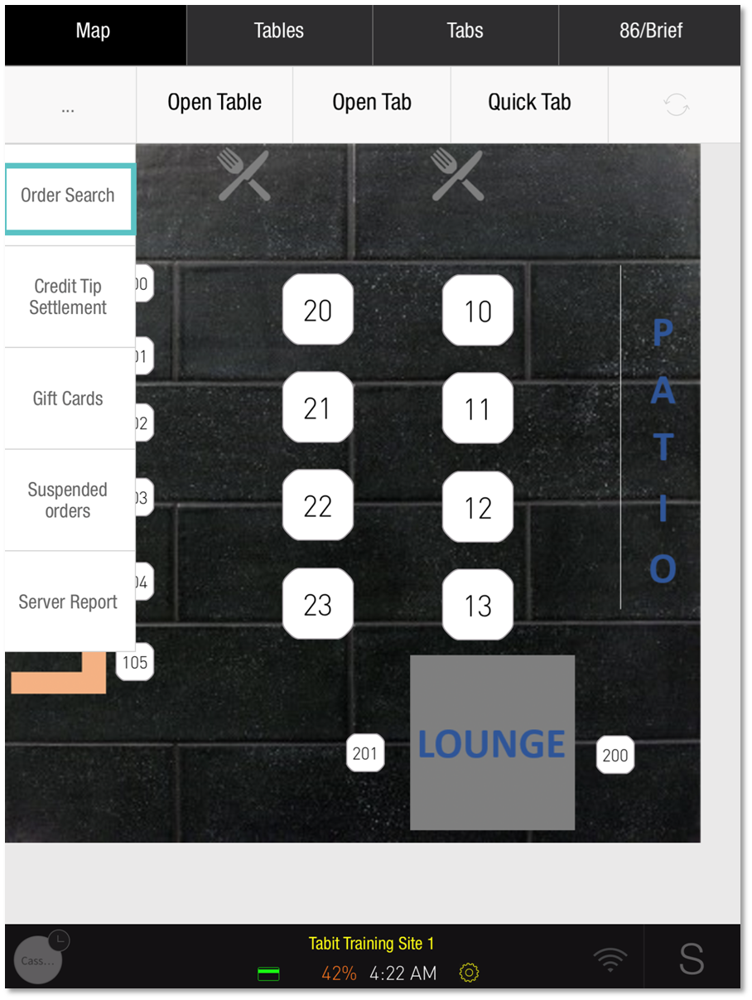 Map
Tables
Tabs
86/Brief
...
Open Table
Open Tab
Quick Tab
Order Search
Credit Tip
Settlement
Gift Cards
Suspended
orders
Server Report
00
01
02
03
04
105
20
21
22
23
10
11
12
13
P
A
T
I
O
LOUNGE
201
200
Cass...
Tabit Training Site 1
42% 4:22 AM
S